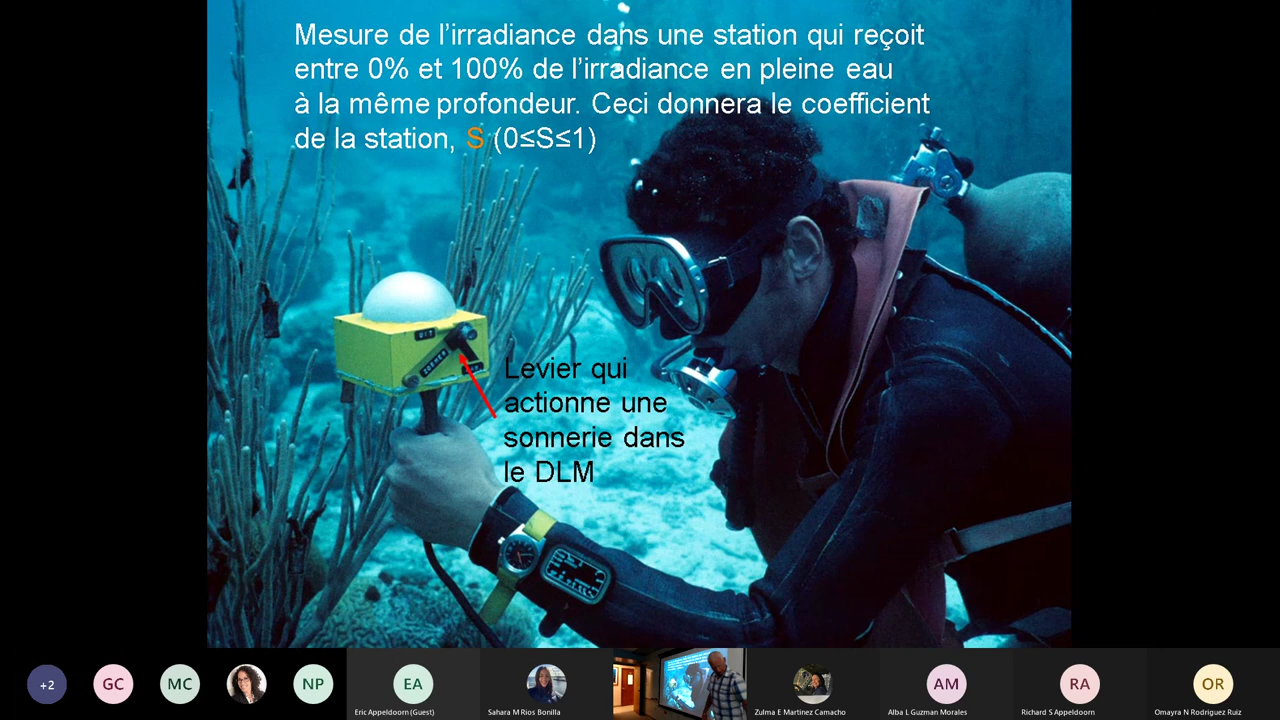 Mesure de l’irradiance dans une station qui reçoit
entre 0% et 100% de l’irradiance en pleine eau
à la même profondeur. Ceci donnera le coefficient
de la station, S (0≤S≤1)
Levier qui
actionne une
sonnerie dans
le DLM
+2
GC
MC
NP
EA
AM
RA
OR
Eric Appeldoorn (Guest)
Sahara M Rios Bonilla
Zulma E Martinez Camacho
Alba L Guzman Morales
Richard S Appeldoorn
Omayra N Rodriguez Ruiz